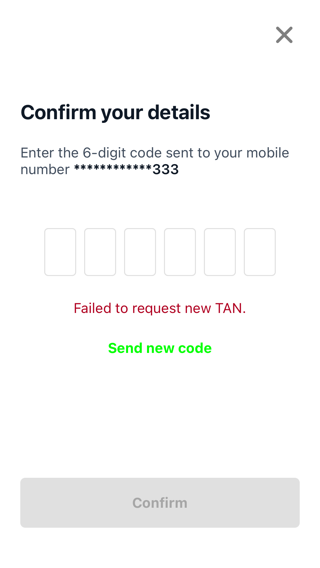 Confirm your details
Enter the 6-digit code sent to your mobile
number ************333
Failed to request new TAN.
Send new code
Confirm